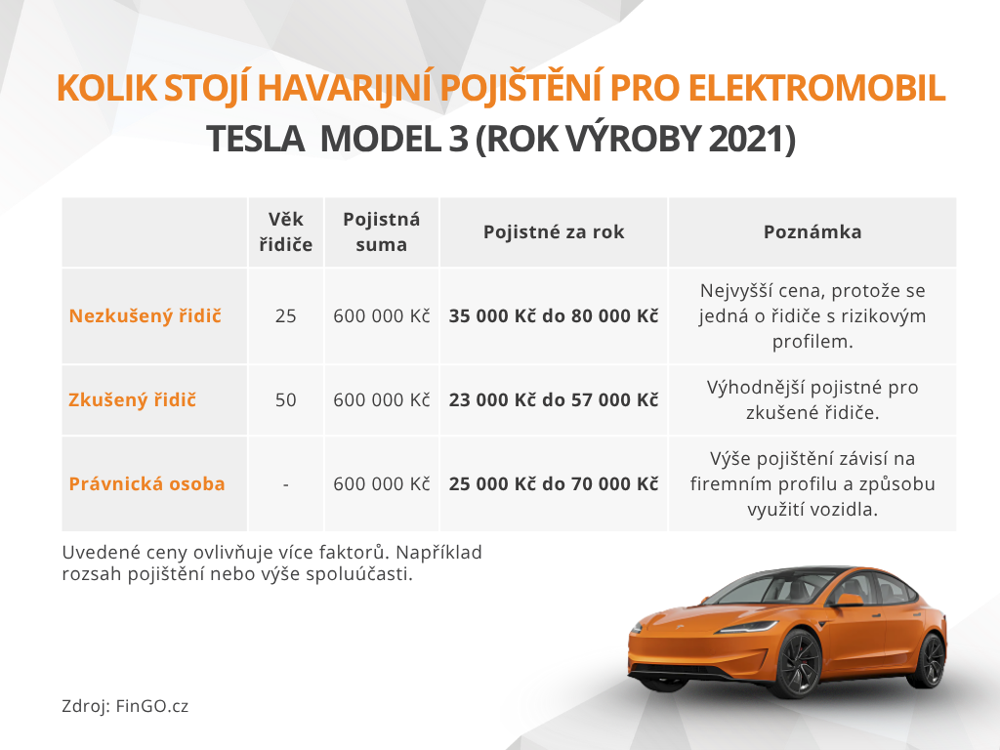 KOLIK STOJÍ HAVARIJNÍ POJIŠTĚNÍ PRO ELEKTROMOBIL
TESLA MODEL 3 (ROK VÝROBY 2021)
Věk řidiče
Pojistná suma
Pojistné za rok
Poznámka
Nezkušený řidič
25
600 000 Kč
35 000 Kč do 80 000 Kč
Nejvyšší cena, protože se
jedná o řidiče s rizikovým
profilem.
Zkušený řidič
50
600 000 Kč
23 000 Kč do 57 000 Kč
Výhodnější pojistné pro
zkušené řidiče.
Právnická osoba
-
600 000 Kč
25 000 Kč do 70 000 Kč
Výše pojištění závisí na
firemním profilu a způsobu
využití vozidla.
Uvedené ceny ovlivňuje více faktorů. Například
rozsah pojištění nebo výše spoluúčasti.
Zdroj: FinGO.cz